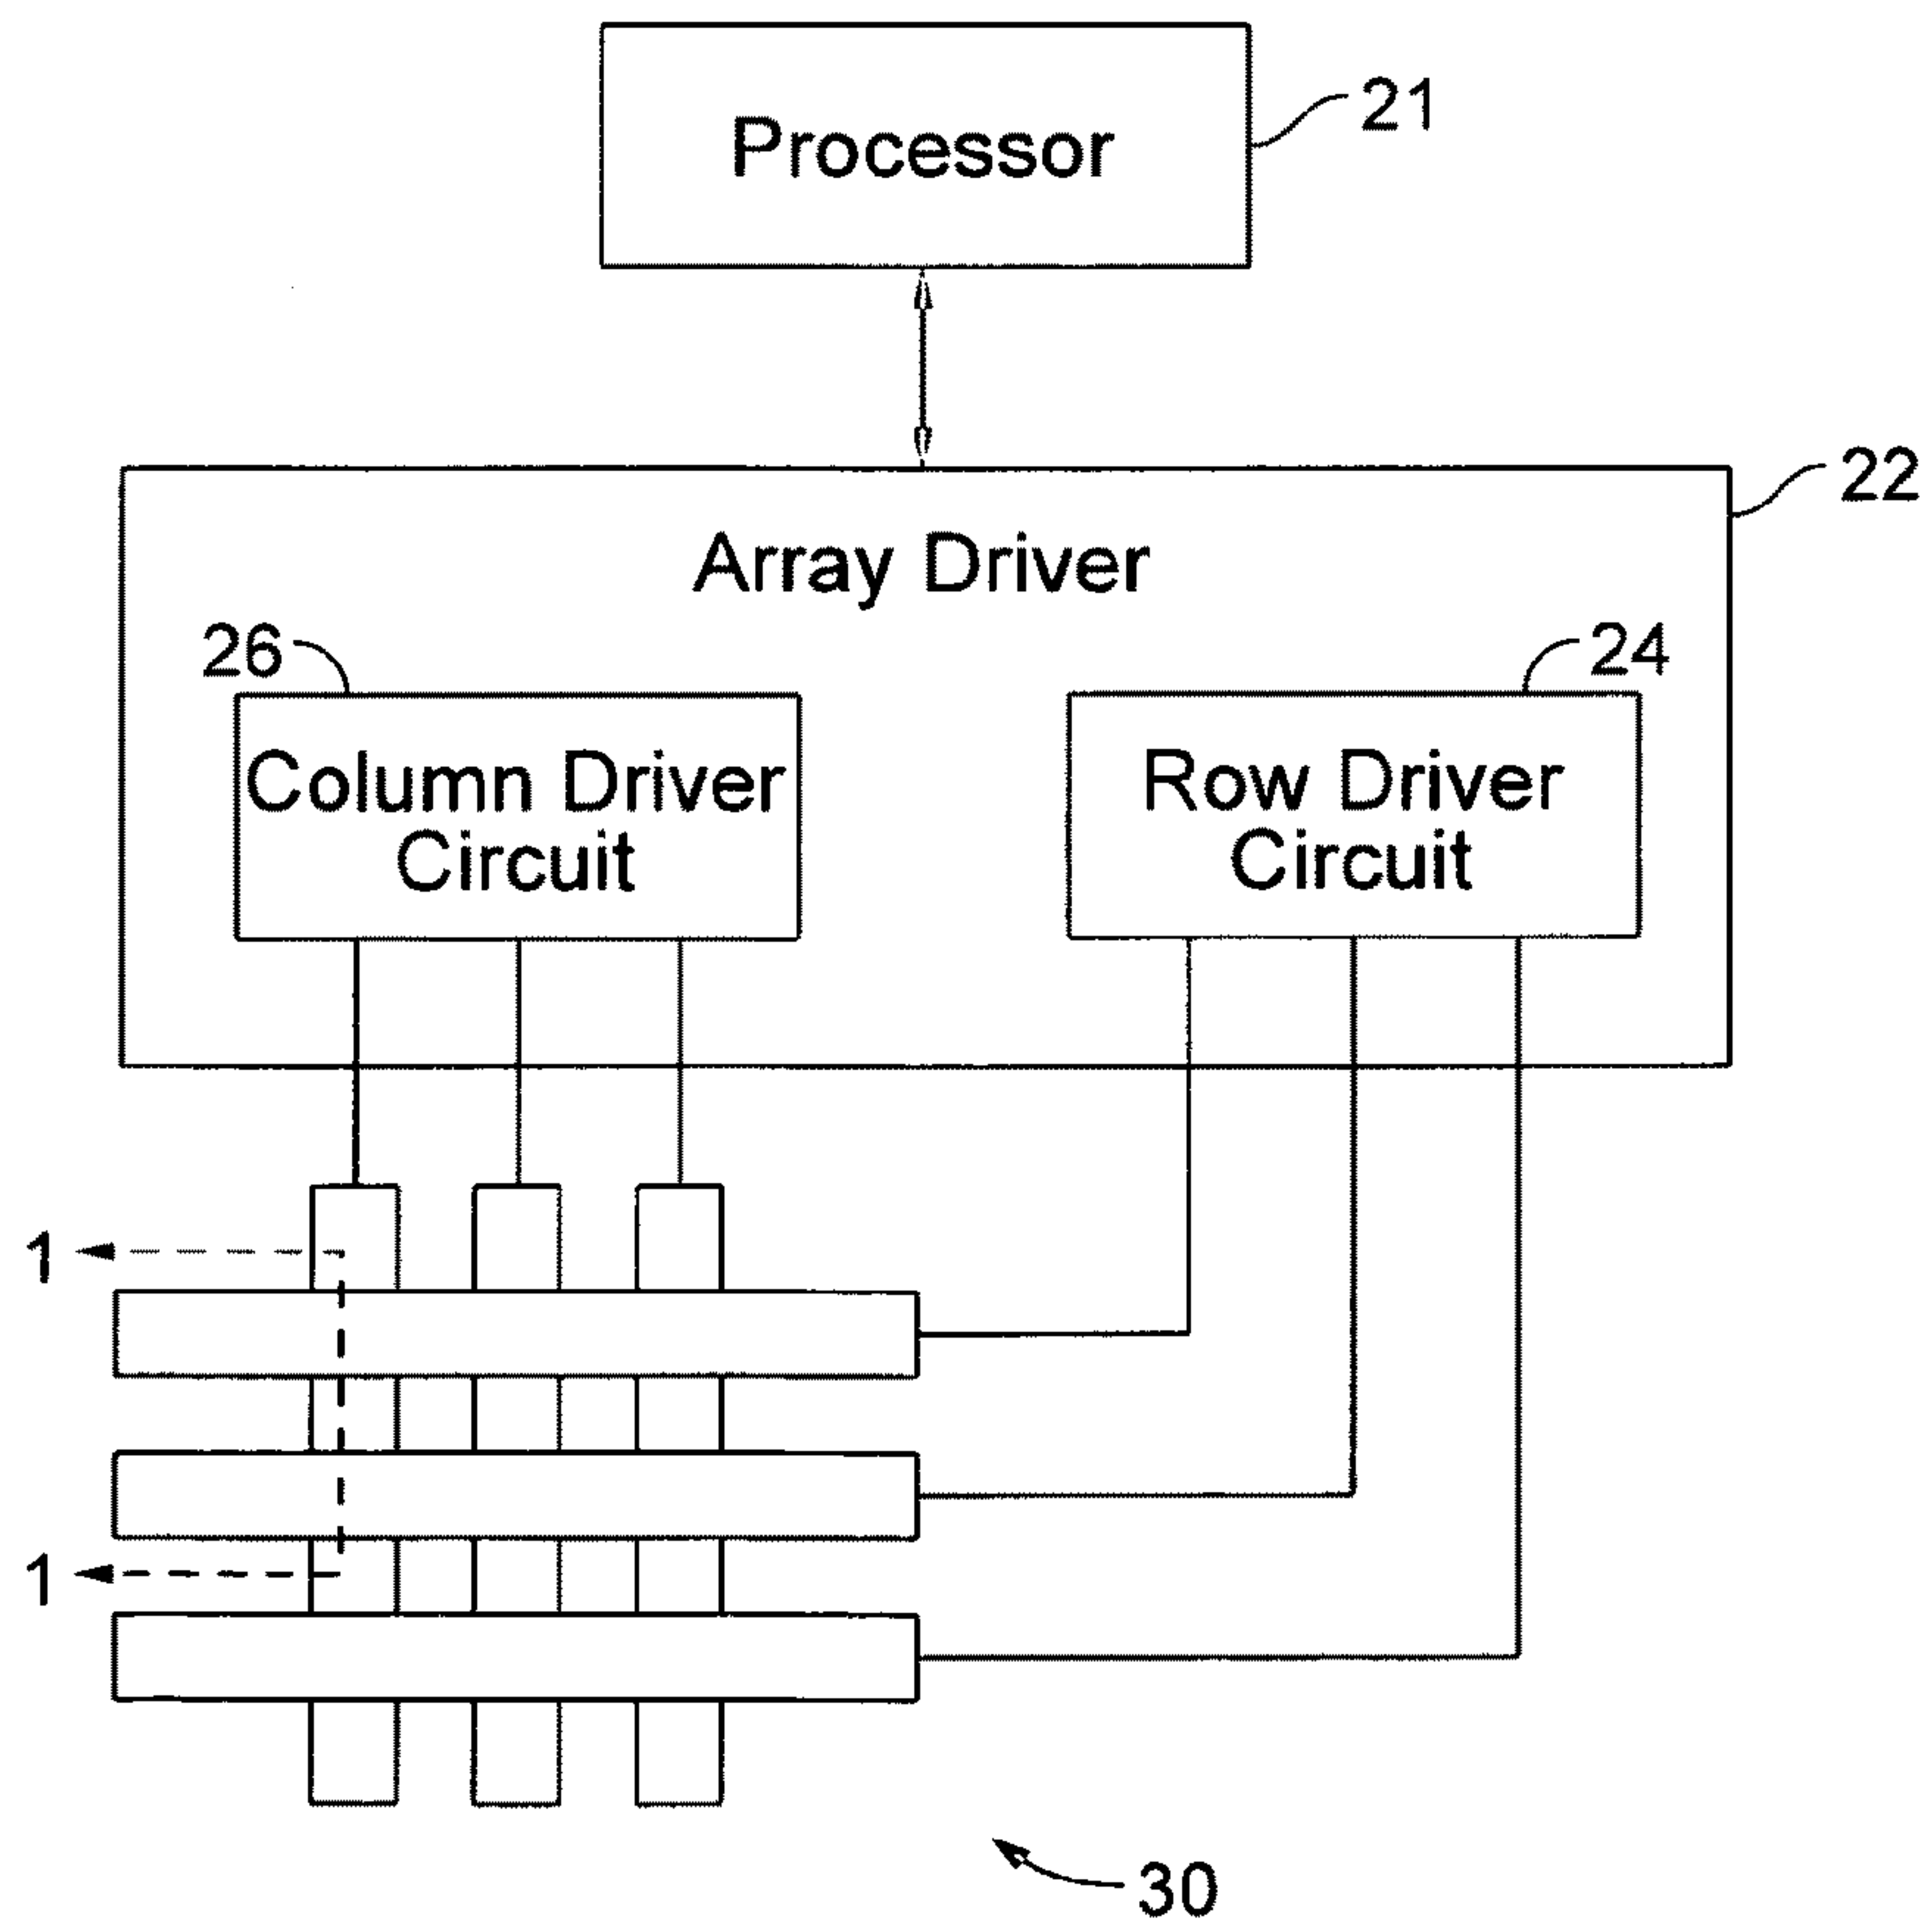 Processor
21
22
Array Driver
26
24
Column Driver
Circuit
Row Driver
Circuit
1
1
30